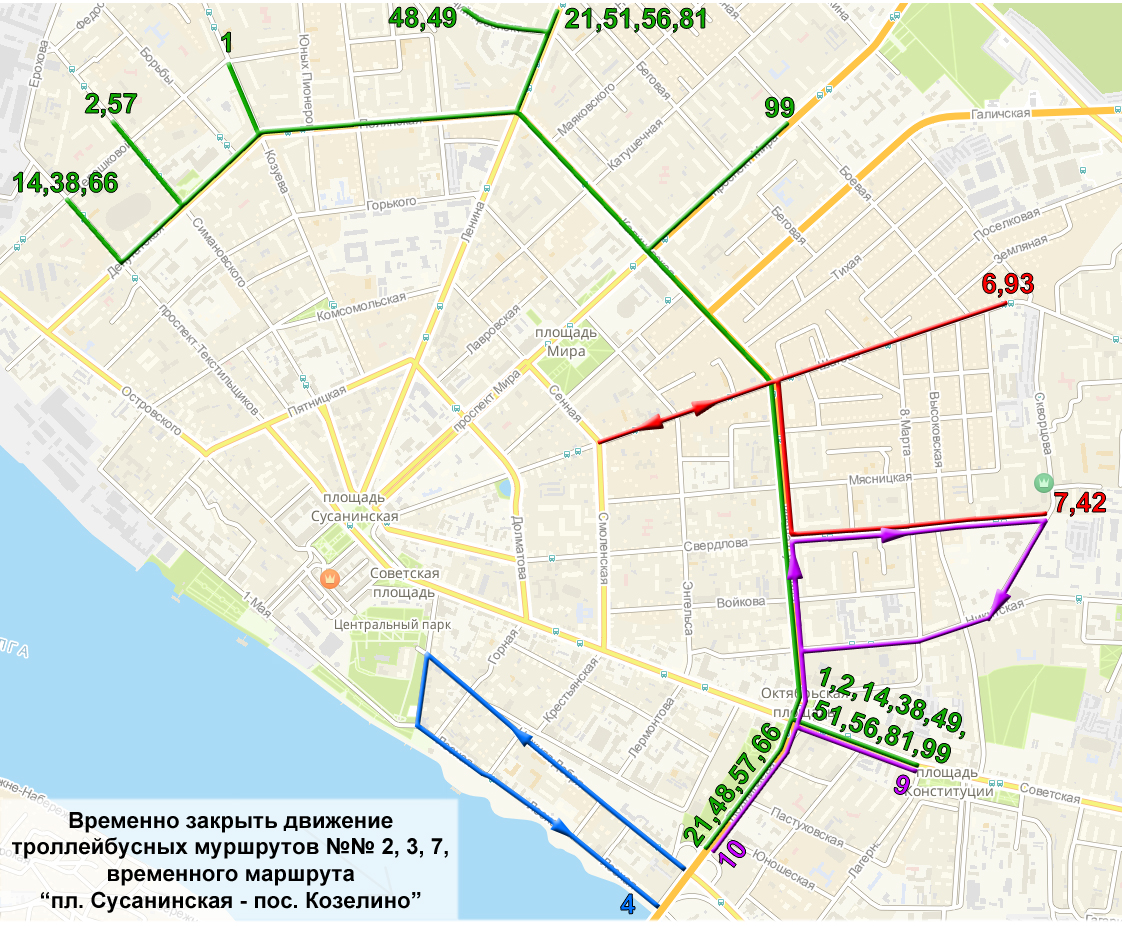 48,49
21,51,56,81
1
2,57
99
14,38,66
6,93
7,42
1,2,14,38,49,
51,56,81,99
21,48,57,66
9
10
4
Ерохова
Борьбы
Юных Пионеров
Козуева
Горького
Ленина
Маяковского
Катушечная
Беговая
Боевая
Галичская
Беговая
Тихая
Поселковая
Земляная
Симановского
Комсомольская
Лавровская
проспект Текстильщиков
Островского
Пятницкая
проспект Мира
площадь
Мира
Сенная
8 Марта
Высоковская
Скворцова
Мясницкая
площадь
Сусанинская
Долматова
Смоленская
Свердлова
Энгельса
Войкова
Советская
площадь
1 Мая
Центральный парк
Горная
Крестьянская
Лермонтова
площадь
Конституции
Советская
Пастуховская
Юношеская
Временно закрыть движение
троллейбусных муршрутов №№ 2, 3, 7,
временного маршрута
“пл. Сусанинская - пос. Козелино”